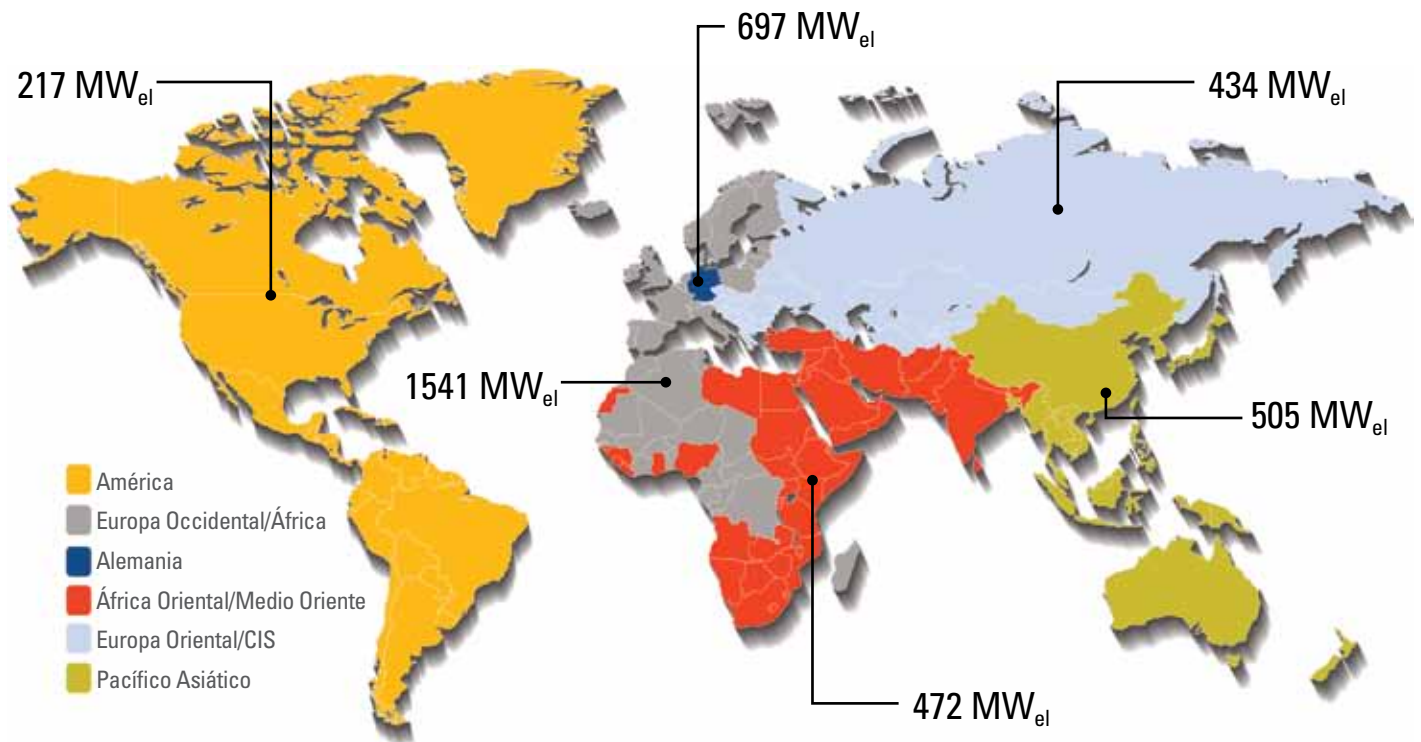 697 MWel
217 MWel
434 MWel
1541 MWel
505 MWel
América
Europa Occidental/África
Alemania
África Oriental/Medio Oriente
Europa Oriental/CIS
Pacífico Asiático
472 MWel